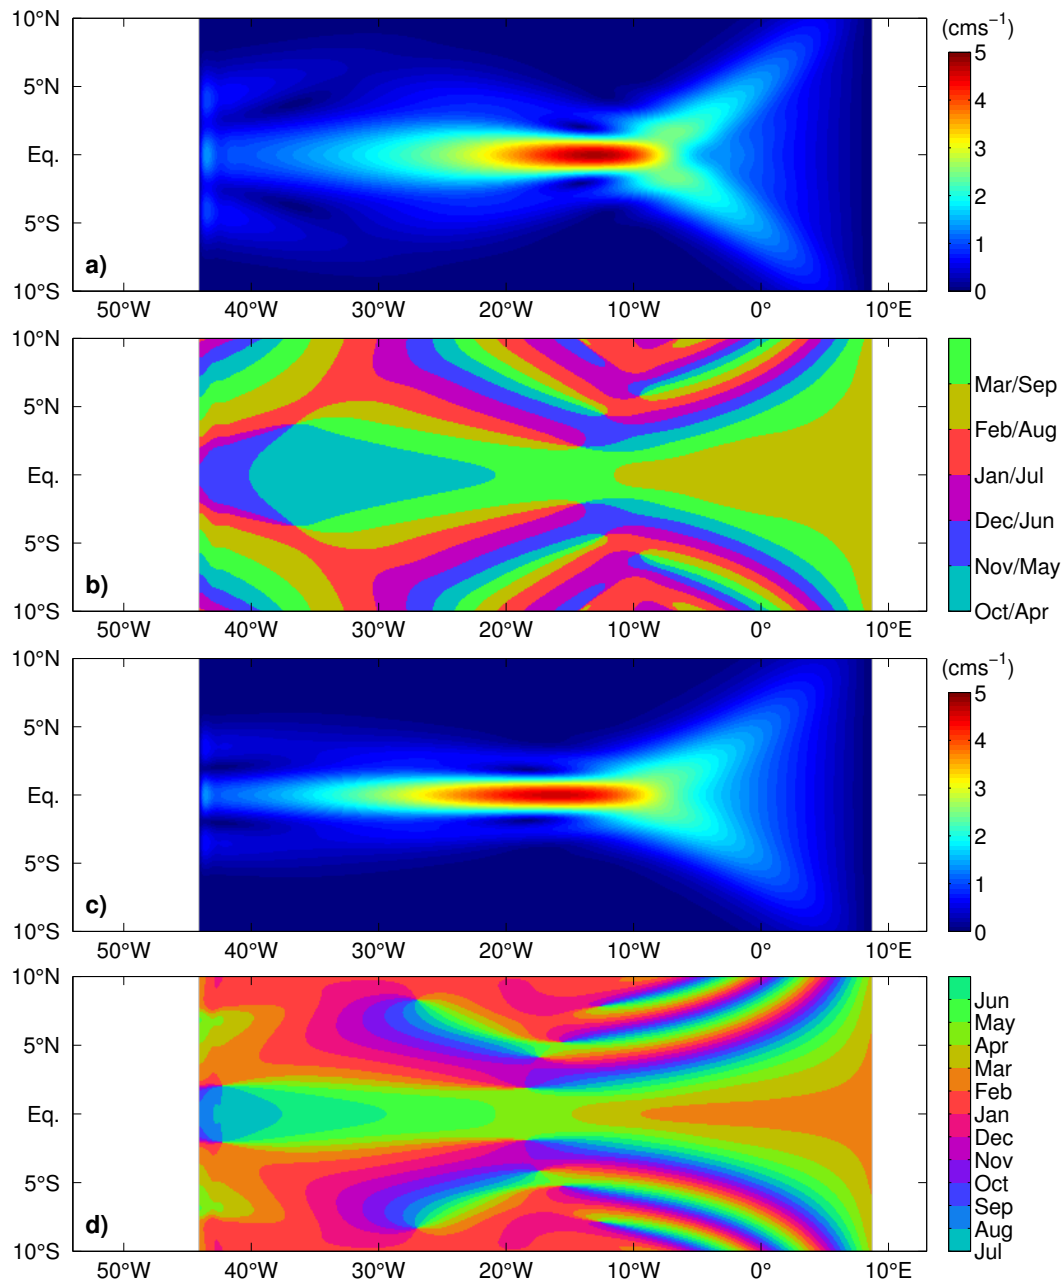 10°N (cms⁻¹)
5
5°N 4
3
Eq.
2
5°S
1
a)
10°S 0
50°W 40°W 30°W 20°W 10°W 0° 10°E
10°N
Mar/Sep
5°N
Feb/Aug
Eq. Jan/Jul
Dec/Jun
5°S
Nov/May
b)
10°S Oct/Apr
50°W 40°W 30°W 20°W 10°W 0° 10°E
10°N (cms⁻¹)
5
5°N 4
3
Eq.
2
5°S
1
c)
10°S 0
50°W 40°W 30°W 20°W 10°W 0° 10°E
10°N
Jun
May
5°N Apr
Mar
Feb
Eq. Jan
Dec
Nov
5°S Oct
Sep
d) Aug
10°S Jul
50°W 40°W 30°W 20°W 10°W 0° 10°E